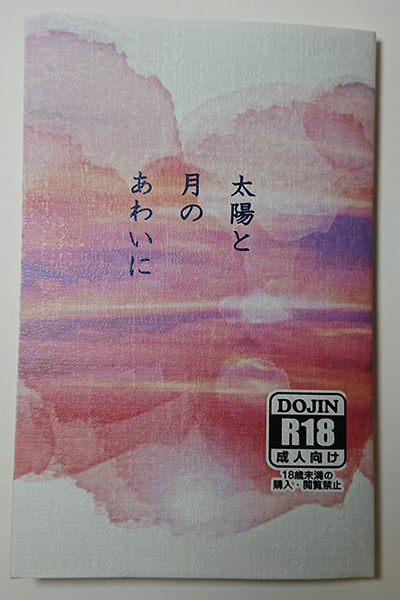 太陽と
月の
あわいに
DOJIN
R18
成人向け
18歳未満の
購入・閲覧禁止